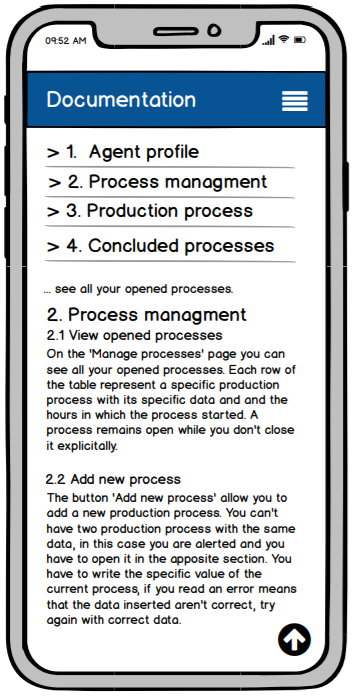 09:52 AM
Documentation
> 1. Agent profile
> 2. Process managment
> 3. Production process
> 4. Concluded processes
... see all your opened processes.
2. Process managment
2.1 View opened processes
On the 'Manage processes' page you can
see all your opened processes. Each row of
the table represent a specific production
process with its specific data and and the
hours in which the process started. A
process remains open while you don't close
it explicitally.
2.2 Add new process
The button 'Add new process' allow you to
add a new production process. You can't
have two production process with the same
data, in this case you are alerted and you
have to open it in the apposite section. You
have to write the specific value of the
current process, if you read an error means
that the data inserted aren't correct, try
again with correct data.